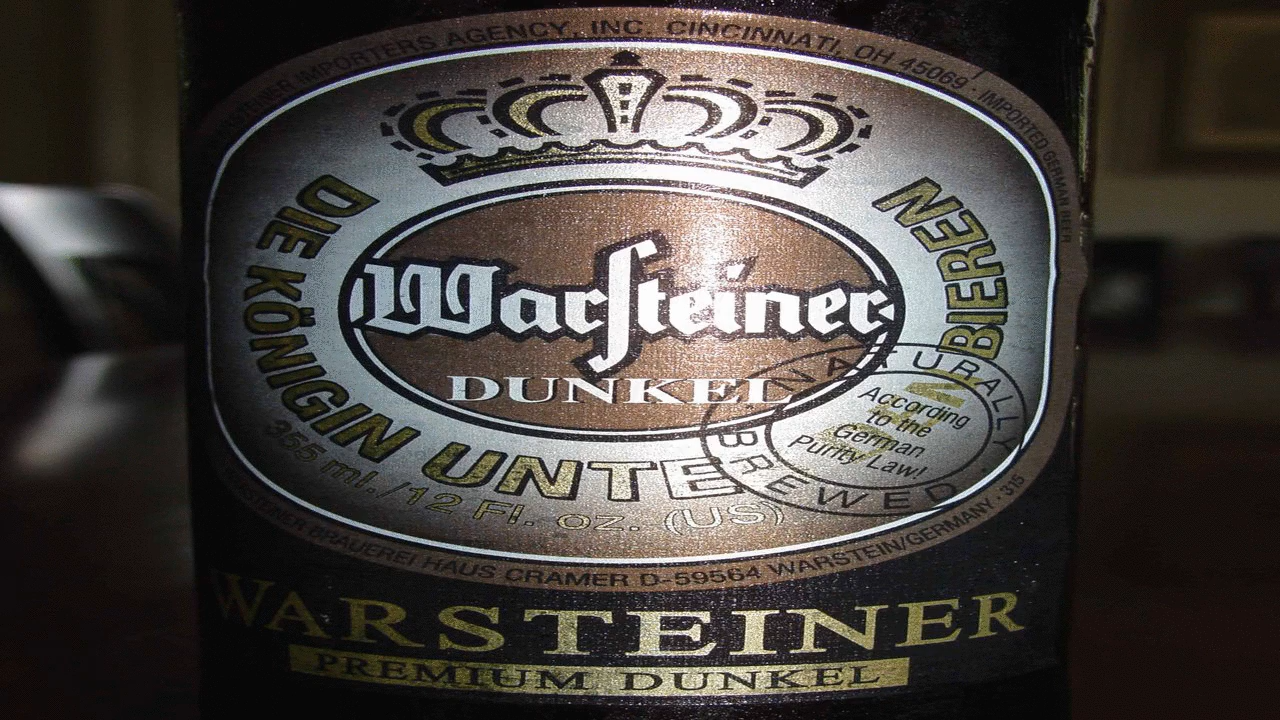 IMPORTERS AGENCY, INC. CINCINNATI, OH 45069 · IMPORTED GERMAN BEER
DIE KÖNIGIN UNTE BIEREN
Warsteiner
DUNKEL
NATURALLY
BREWED
According
to the
German
Purity Law!
355 ml./12 Fl. oz. (US)
WARSTEINER BRAUEREI HAUS CRAMER D-59564 WARSTEIN/GERMANY · 315
WARSTEINER
PREMIUM DUNKEL